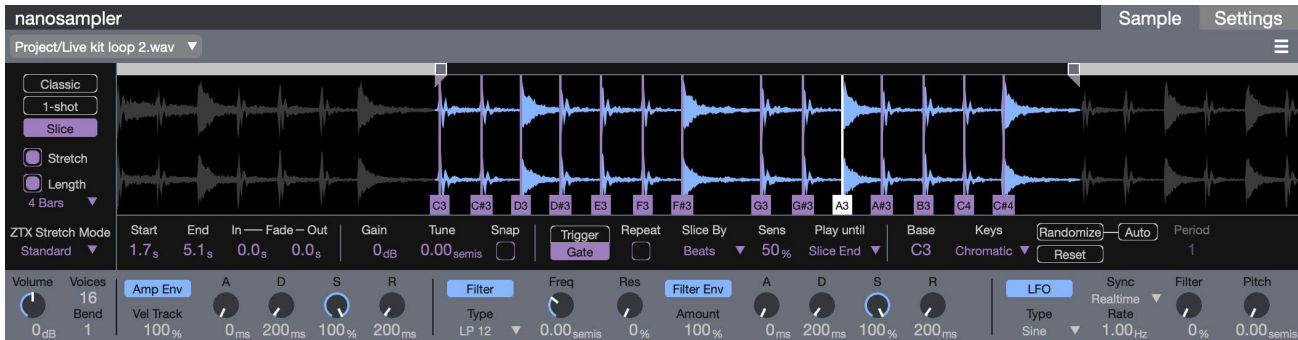 nanosampler Sample Settings
Project/Live kit loop 2.wav ▼
Classic
1-shot
Slice
Stretch
Length
4 Bars ▼
C3 C#3 D3 D#3 E3 F3 F#3 G3 G#3 A3 A#3 B3 C4 C#4
ZTX Stretch Mode Start End In — Fade — Out Gain Tune Snap Trigger Repeat Slice By Sens Play until Base Keys Randomize Auto Period
Standard ▼ 1.7s 5.1s 0.0s 0.0s 0dB 0.00semis Gate Beats ▼ 50% Slice End ▼ C3 Chromatic ▼ Reset 1
Volume Voices Amp Env A D S R Filter Freq Res Filter Env A D S R LFO Sync Filter Pitch
16 Realtime ▼
Bend Vel Track Type Amount Type Rate
0dB 1 100% 0ms 200ms 100% 200ms LP 12 ▼ 0.00semis 0% 100% 0ms 200ms 100% 200ms Sine ▼ 1.00Hz 0% 0.00semis